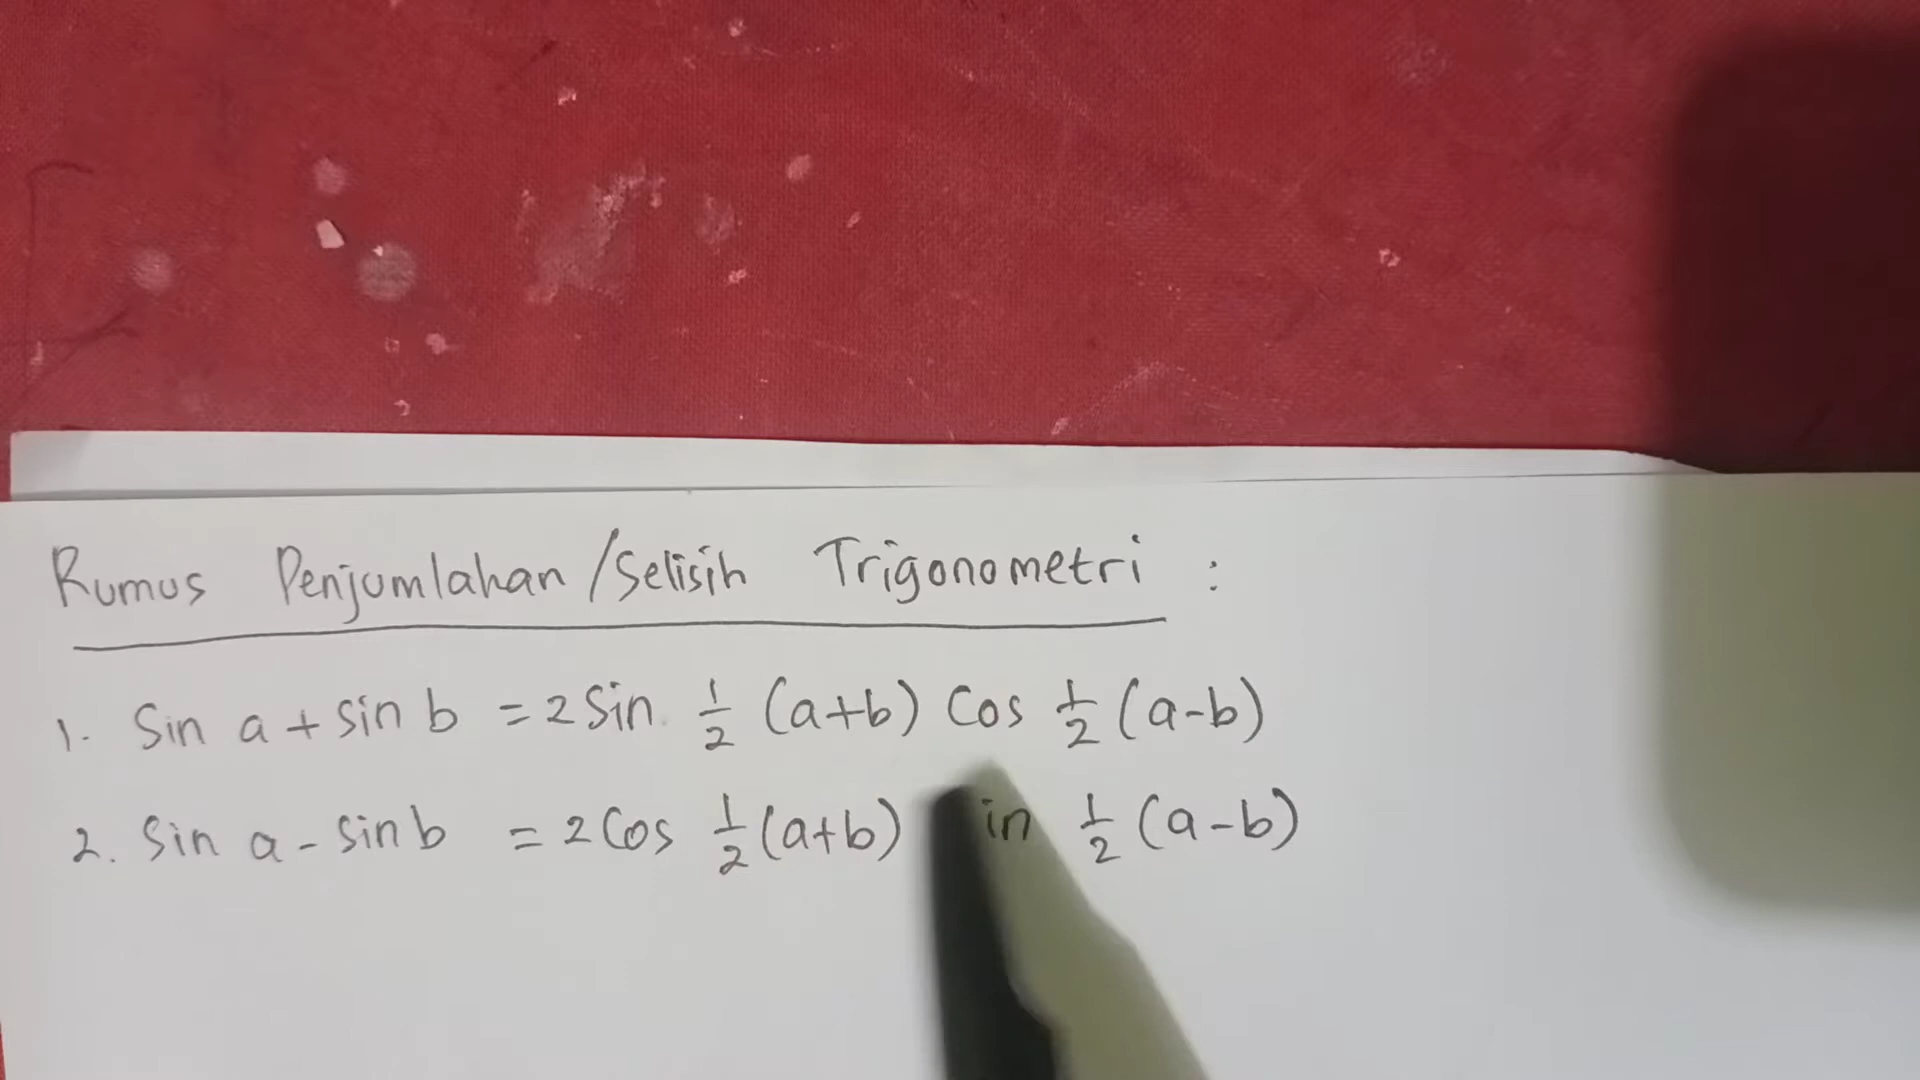 Rumus Penjumlahan/Selisih Trigonometri :
1. Sin a + sin b = 2 Sin 1/2 (a+b) Cos 1/2 (a-b)
2. Sin a - sin b = 2 Cos 1/2 (a+b) in 1/2 (a-b)